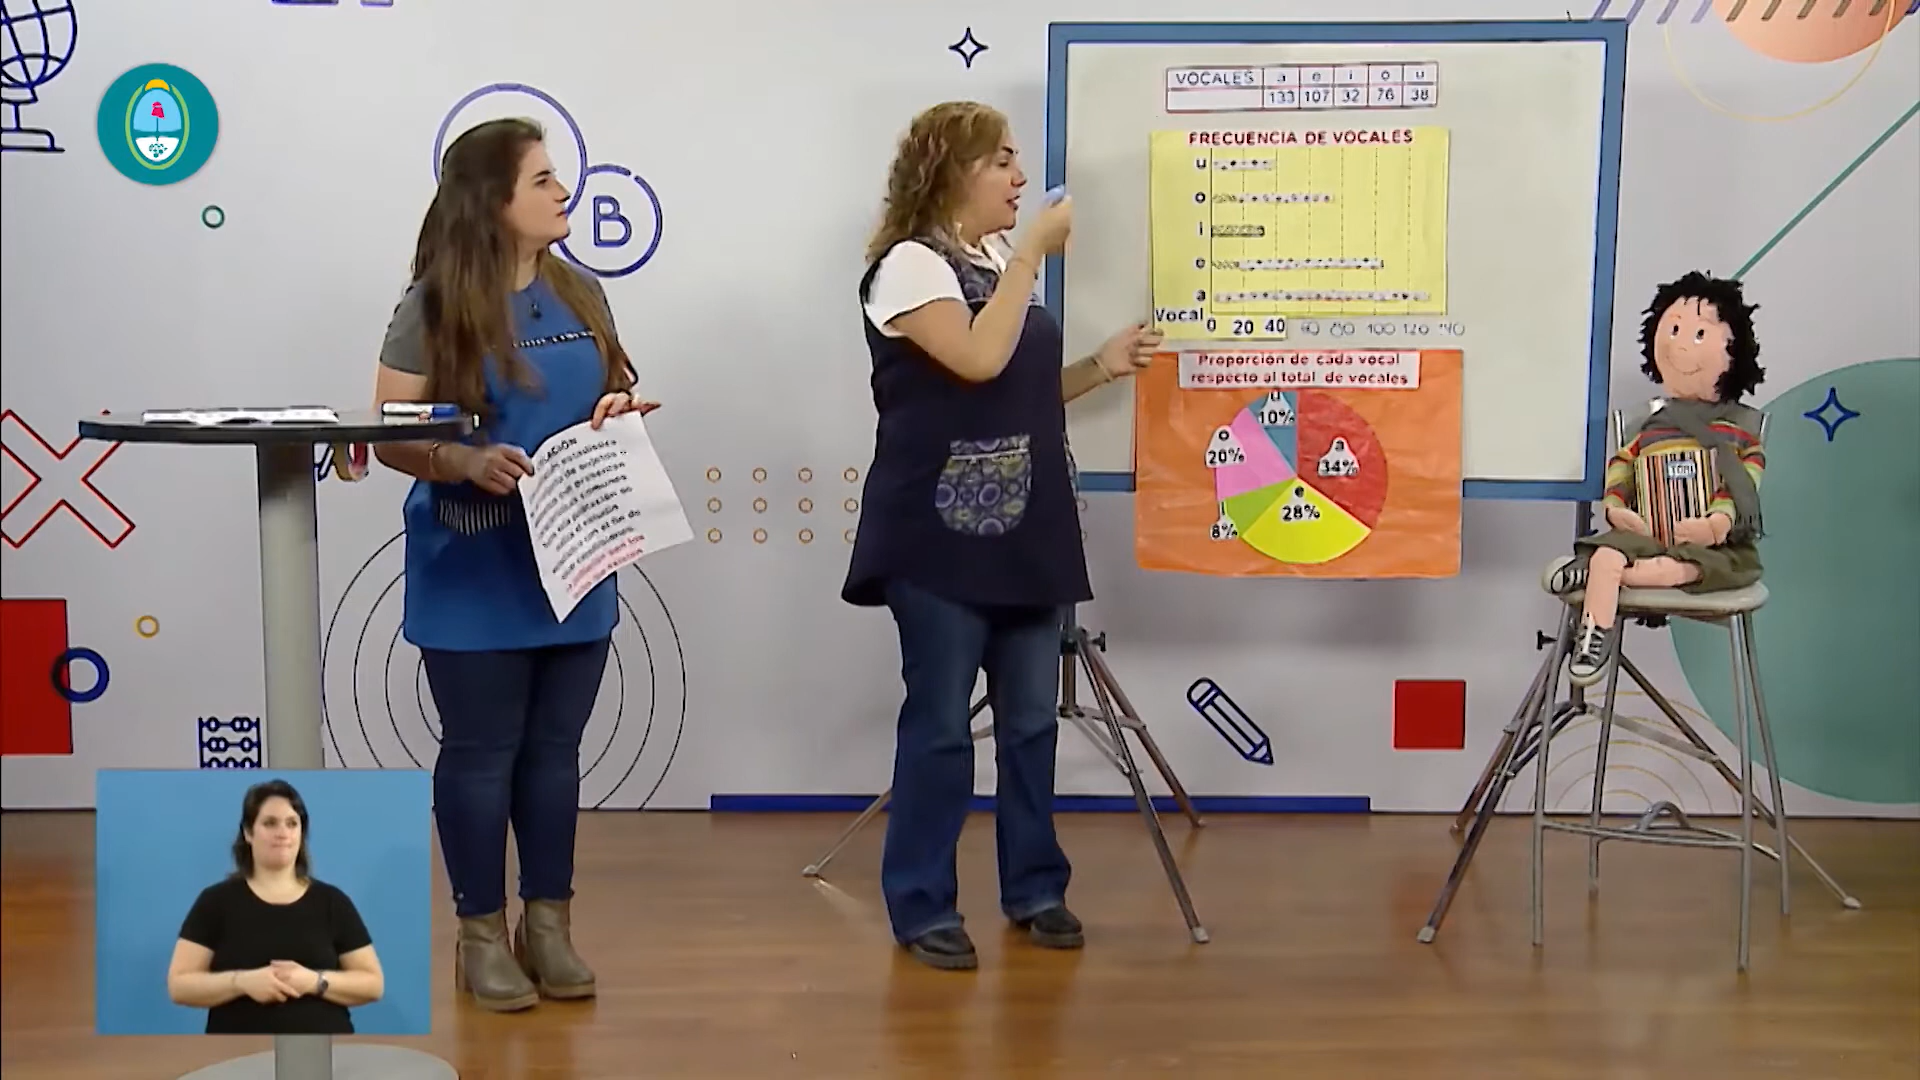 B
VOCALES a e i o u
133 107 32 76 38
FRECUENCIA DE VOCALES
u
o
i
e
a
Vocal
0 20 40 60 80 100 120 140
Proporción de cada vocal
respecto al total de vocales
u
10%
a
34%
o
20%
e
28%
i
8%